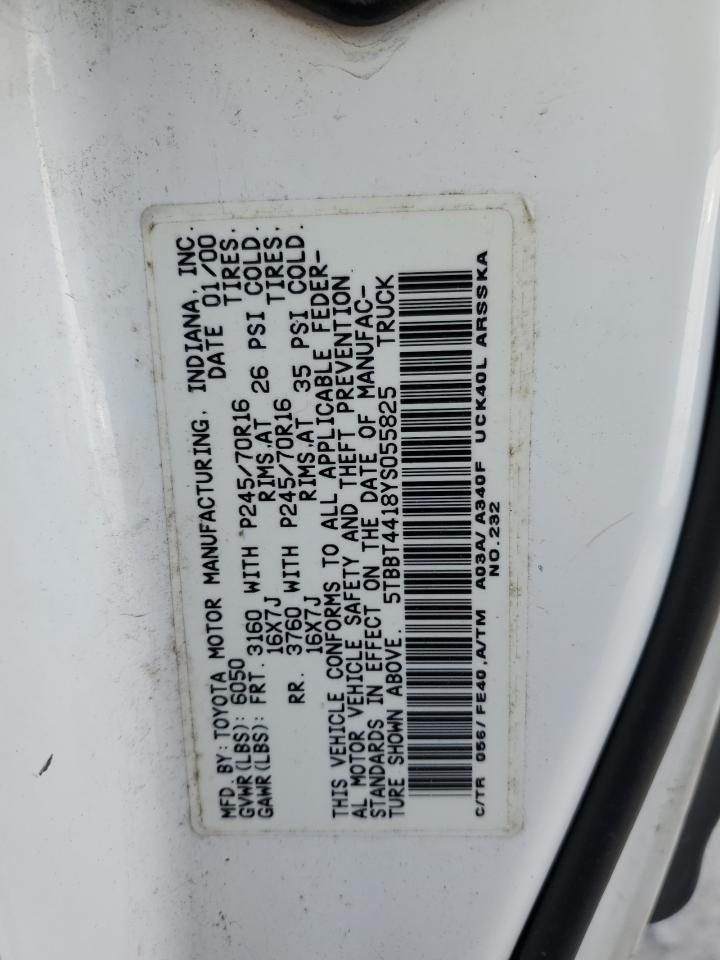 MFD. BY: TOYOTA MOTOR MANUFACTURING, INDIANA, INC.
GVWR(LBS): 6050 DATE 01/00
GAWR(LBS): FRT. 3160 WITH P245/70R16 TIRES,
16X7J RIMS,AT 26 PSI COLD.
RR. 3760 WITH P245/70R16 TIRES,
16X7J RIMS,AT 35 PSI COLD.
THIS VEHICLE CONFORMS TO ALL APPLICABLE FEDER-
AL MOTOR VEHICLE SAFETY AND THEFT PREVENTION
STANDARDS IN EFFECT ON THE DATE OF MANUFAC-
TURE SHOWN ABOVE. 5TBBT4418YS055825 TRUCK
C/TR 056/FE40,A/TM A03A/A340F UCK40L ARSSKA
NO.232